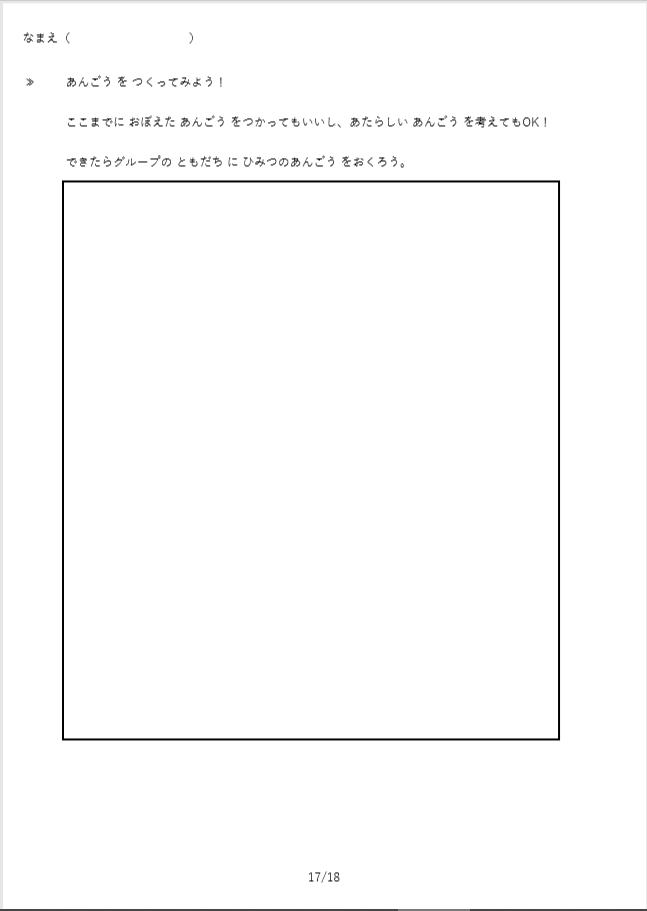 なまえ（　　　　　　　　　　）
≫　あんごう を つくってみよう！
ここまでに おぼえた あんごう をつかってもいいし、あたらしい あんごう を考えてもOK！
できたらグループの ともだち に ひみつのあんごう をおくろう。
17/18